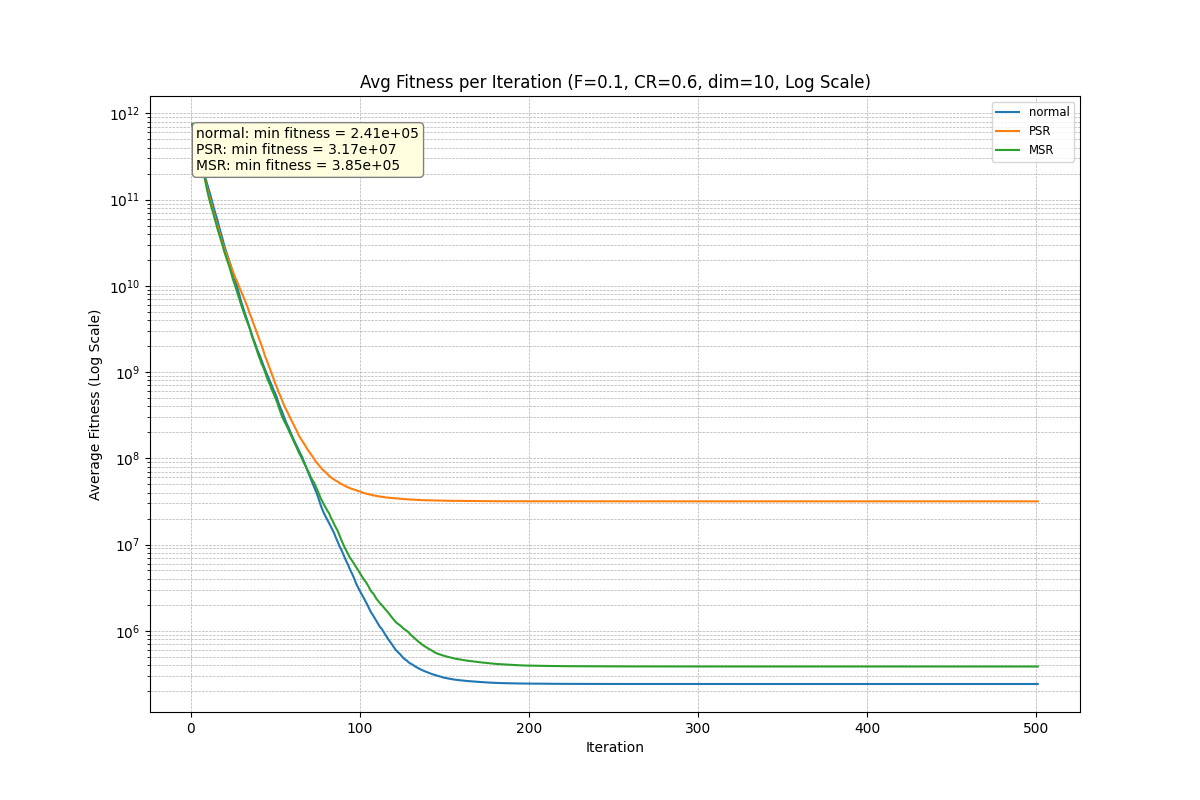 Avg Fitness per Iteration (F=0.1, CR=0.6, dim=10, Log Scale)
normal
PSR
MSR
normal: min fitness = 2.41e+05
PSR: min fitness = 3.17e+07
MSR: min fitness = 3.85e+05
Average Fitness (Log Scale)
10¹²
10¹¹
10¹⁰
10⁹
10⁸
10⁷
10⁶
0 100 200 300 400 500
Iteration